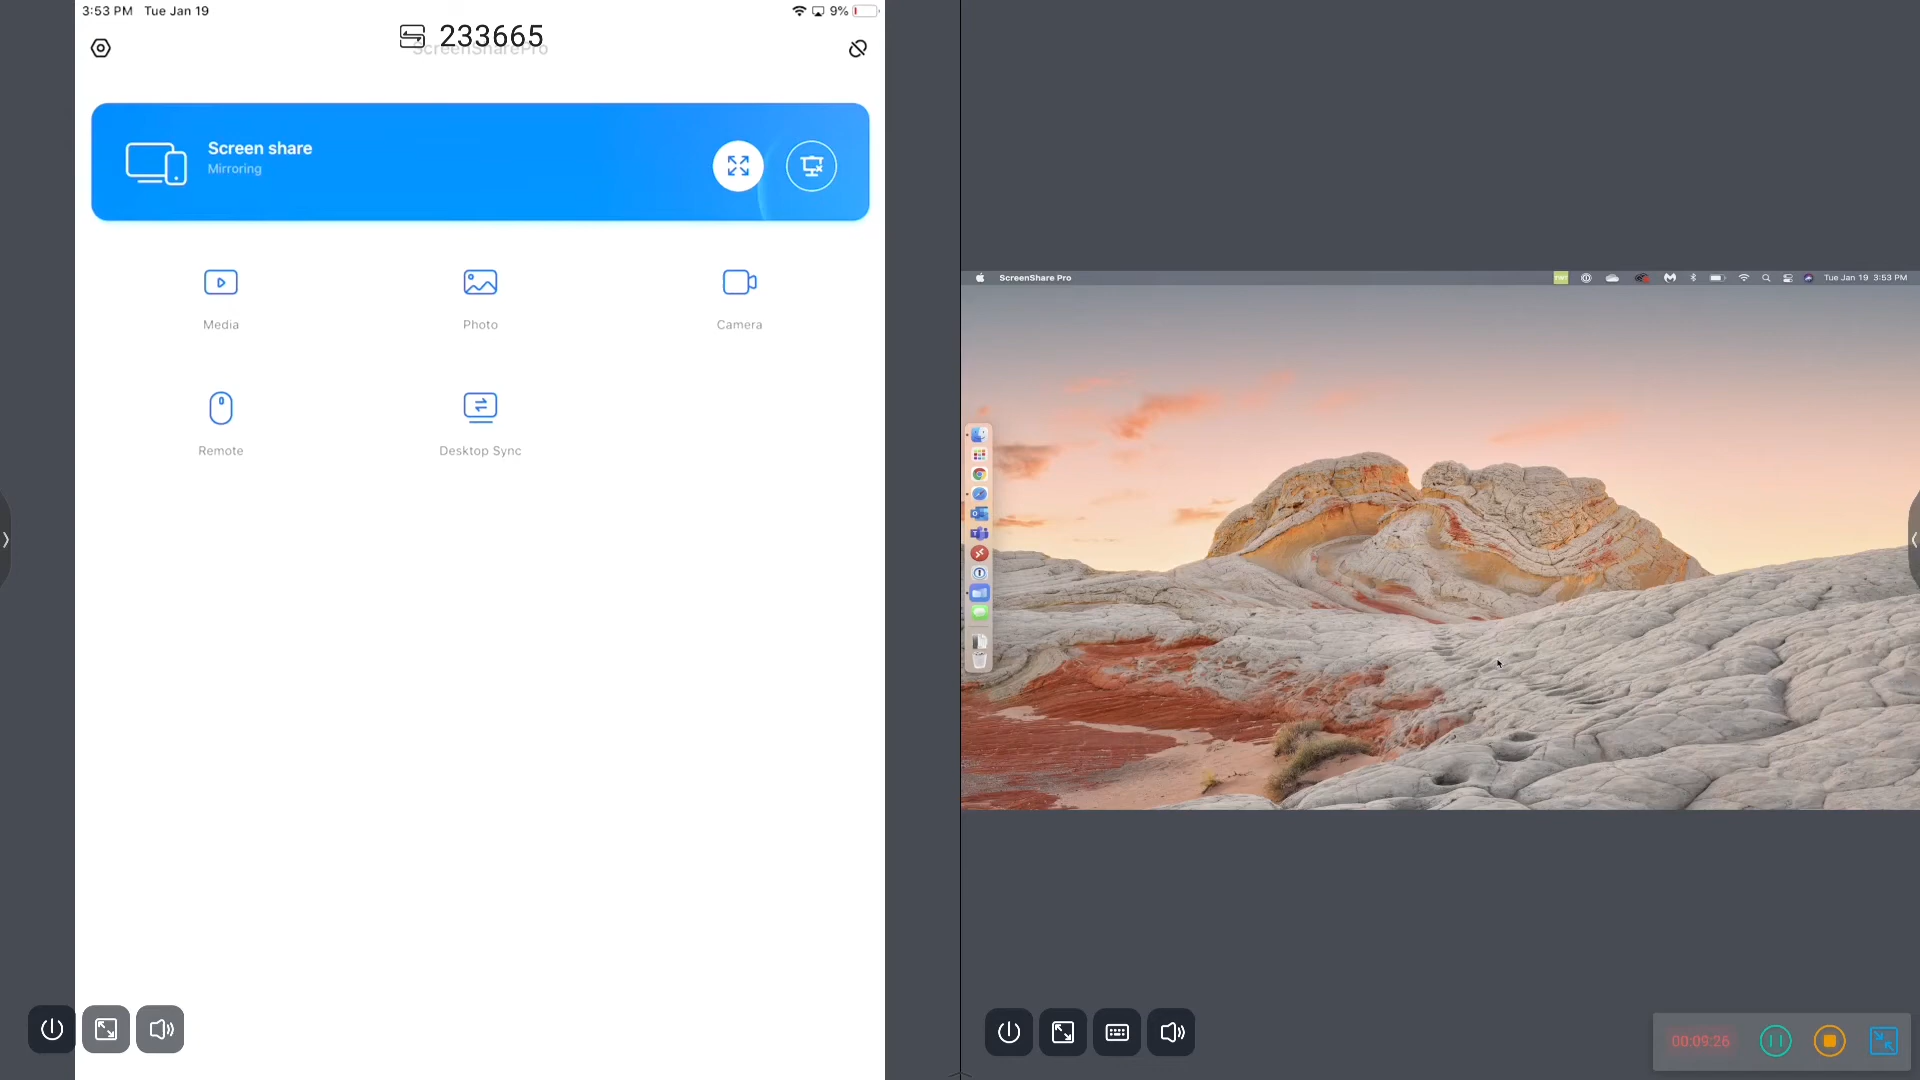 3:53 PM Tue Jan 19
9%
233665
ScreenSharePro
Screen share
Mirroring
Media
Photo
Camera
Remote
Desktop Sync
ScreenShare Pro
Tue Jan 19 3:53 PM
00:09:26